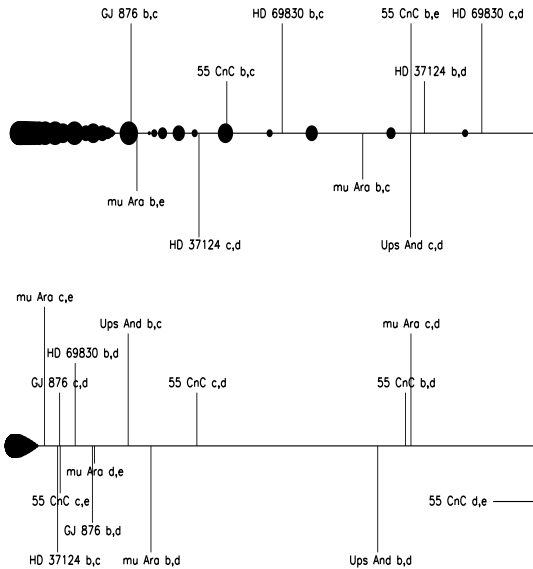 GJ 876 b,c
HD 69830 b,c
55 CnC b,e
HD 69830 c,d
55 CnC b,c
HD 37124 b,d
mu Ara b,c
mu Ara b,e
HD 37124 c,d
Ups And c,d
mu Ara c,e
Ups And b,c
mu Ara c,d
HD 69830 b,d
GJ 876 c,d
55 CnC c,d
55 CnC b,d
mu Ara d,e
55 CnC c,e
55 CnC d,e
GJ 876 b,d
HD 37124 b,c
mu Ara b,d
Ups And b,d